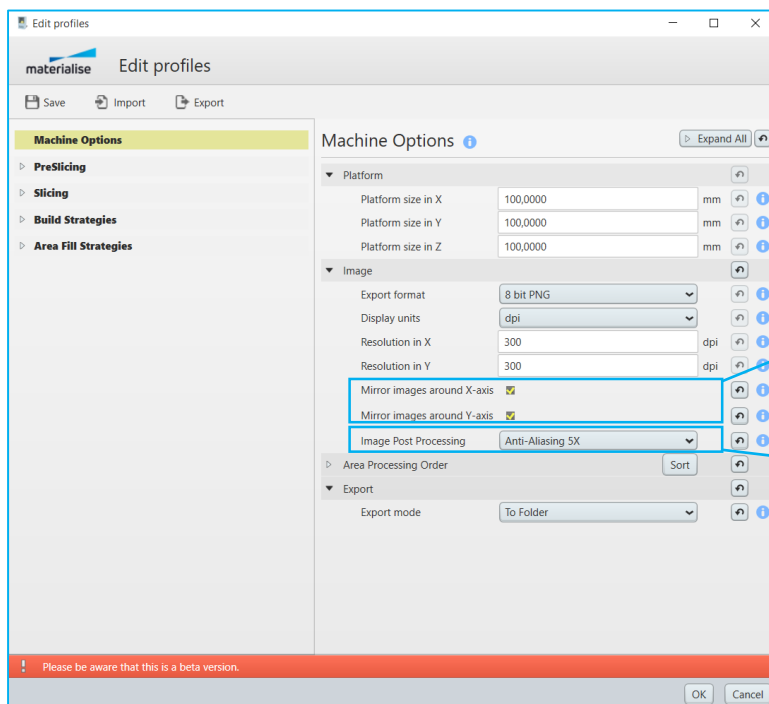 Edit profiles
materialise Edit profiles
Save Import Export
Machine Options
PreSlicing
Slicing
Build Strategies
Area Fill Strategies
Machine Options Expand All
Platform
Platform size in X 100,0000 mm
Platform size in Y 100,0000 mm
Platform size in Z 100,0000 mm
Image
Export format 8 bit PNG
Display units dpi
Resolution in X 300 dpi
Resolution in Y 300 dpi
Mirror images around X-axis
Mirror images around Y-axis
Image Post Processing Anti-Aliasing 5X
Area Processing Order Sort
Export
Export mode To Folder
Please be aware that this is a beta version.
OK Cancel